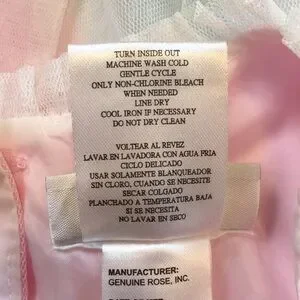 TURN INSIDE OUT
MACHINE WASH COLD
GENTLE CYCLE
ONLY NON-CHLORINE BLEACH
WHEN NEEDED
LINE DRY
COOL IRON IF NECESSARY
DO NOT DRY CLEAN
VOLTEAR AL REVEZ
LAVAR EN LAVADORA CON AGUA FRIA
CICLO DELICADO
USAR SOLAMENTE BLANQUEADOR
SIN CLORO, CUANDO SE NECESITE
SECAR COLGADO
PLANCHADO A TEMPERATURA BAJA
SI SE NECESITA
NO LAVAR EN SECO
MANUFACTURER:
GENUINE ROSE, INC.